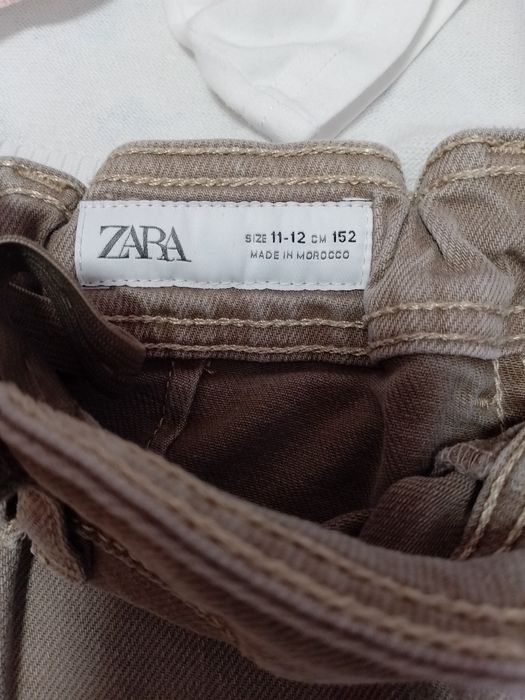 ZARA
SIZE 11-12 CM 152
MADE IN MOROCCO